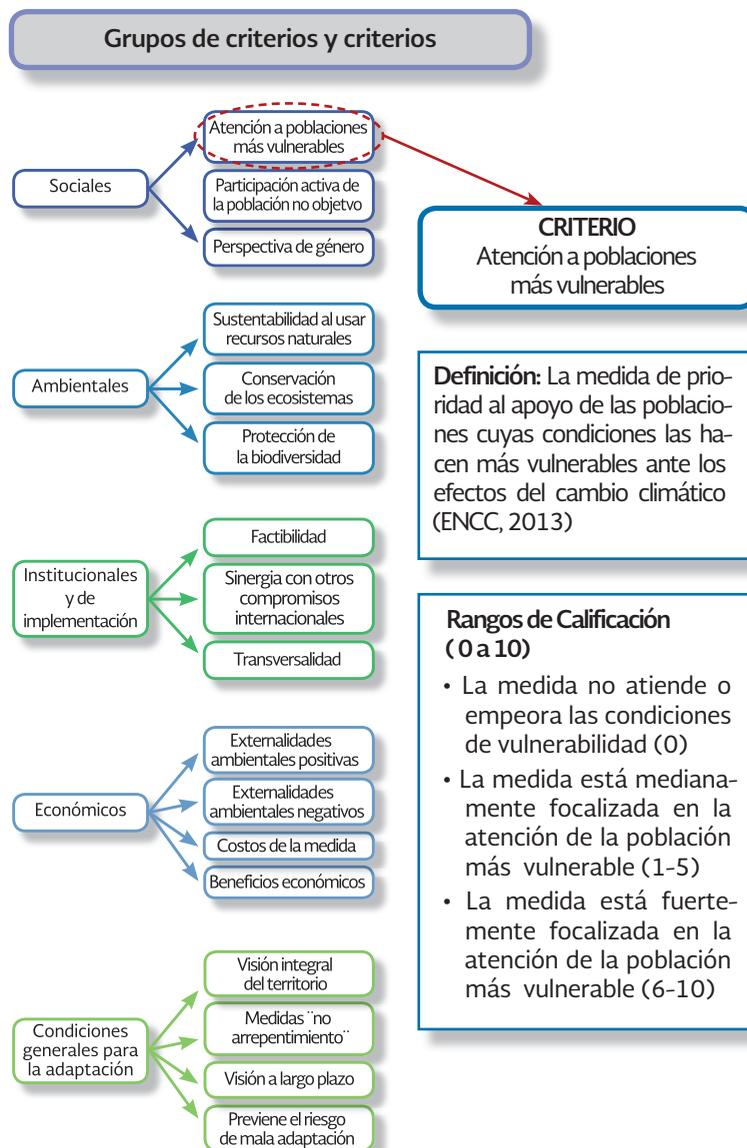 Grupos de criterios y criterios
Sociales
Atención a poblaciones
más vulnerables
Participación activa de
la población no objetvo
Perspectiva de género
Ambientales
Sustentabilidad al usar
recursos naturales
Conservación
de los ecosistemas
Protección de
la biodiversidad
Institucionales
y de
implementación
Factibilidad
Sinergia con otros
compromisos
internacionales
Transversalidad
Económicos
Externalidades
ambientales positivas
Externalidades
ambientales negativos
Costos de la medida
Beneficios económicos
Condiciones
generales para
la adaptación
Visión integral
del territorio
Medidas ¨no
arrepentimiento¨
Visión a largo plazo
Previene el riesgo
de mala adaptación
CRITERIO
Atención a poblaciones
más vulnerables
Definición: La medida de prio-
ridad al apoyo de las poblacio-
nes cuyas condiciones las ha-
cen más vulnerables ante los
efectos del cambio climático
(ENCC, 2013)
Rangos de Calificación
( 0 a 10)
• La medida no atiende o
empeora las condiciones
de vulnerabilidad (0)
• La medida está mediana-
mente focalizada en la
atención de la población
más vulnerable (1-5)
• La medida está fuerte-
mente focalizada en la
atención de la población
más vulnerable (6-10)